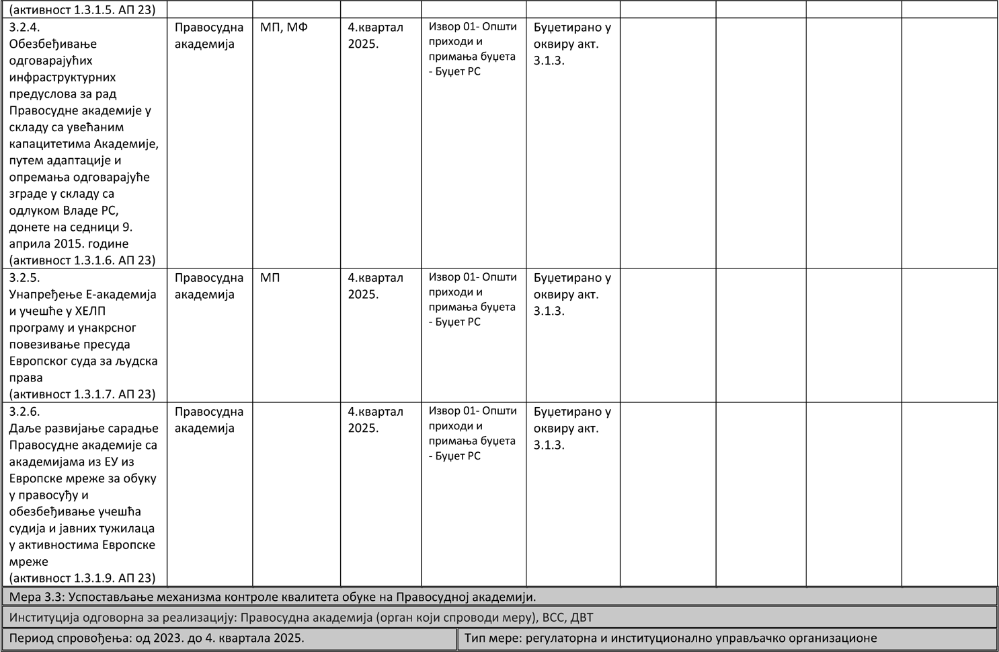 (активност 1.3.1.5. АП 23)
3.2.4.
Обезбеђивање
одговарајућих
инфраструктурних
предуслова за рад
Правосудне академије у
складу са увећаним
капацитетима Академије,
путем адаптације и
опремања одговарајуће
зграде у складу са
одлуком Владе РС,
донете на седници 9.
априла 2015. године
(активност 1.3.1.6. АП 23)
Правосудна
академија
МП, МФ
4.квартал
2025.
Извор 01- Општи
приходи и
примања буџета
- Буџет РС
Буџетирано у
оквиру акт.
3.1.3.
3.2.5.
Унапређење Е-академија
и учешће у ХЕЛП
програму и унакрсног
повезивање пресуда
Европског суда за људска
права
(активност 1.3.1.7. АП 23)
Правосудна
академија
МП
4.квартал
2025.
Извор 01- Општи
приходи и
примања буџета
- Буџет РС
Буџетирано у
оквиру акт.
3.1.3.
3.2.6.
Даље развијање сарадње
Правосудне академије са
академијама из ЕУ из
Европске мреже за обуку
у правосуђу и
обезбеђивање учешћа
судија и јавних тужилаца
у активностима Европске
мреже
(активност 1.3.1.9. АП 23)
Правосудна
академија
4.квартал
2025.
Извор 01- Општи
приходи и
примања буџета
- Буџет РС
Буџетирано у
оквиру акт.
3.1.3.
Мера 3.3: Успостављање механизма контроле квалитета обуке на Правосудној академији.
Институција одговорна за реализацију: Правосудна академија (орган који спроводи меру), ВСС, ДВТ
Период спровођења: од 2023. до 4. квартала 2025.
Тип мере: регулаторна и институционално управљачко организационе